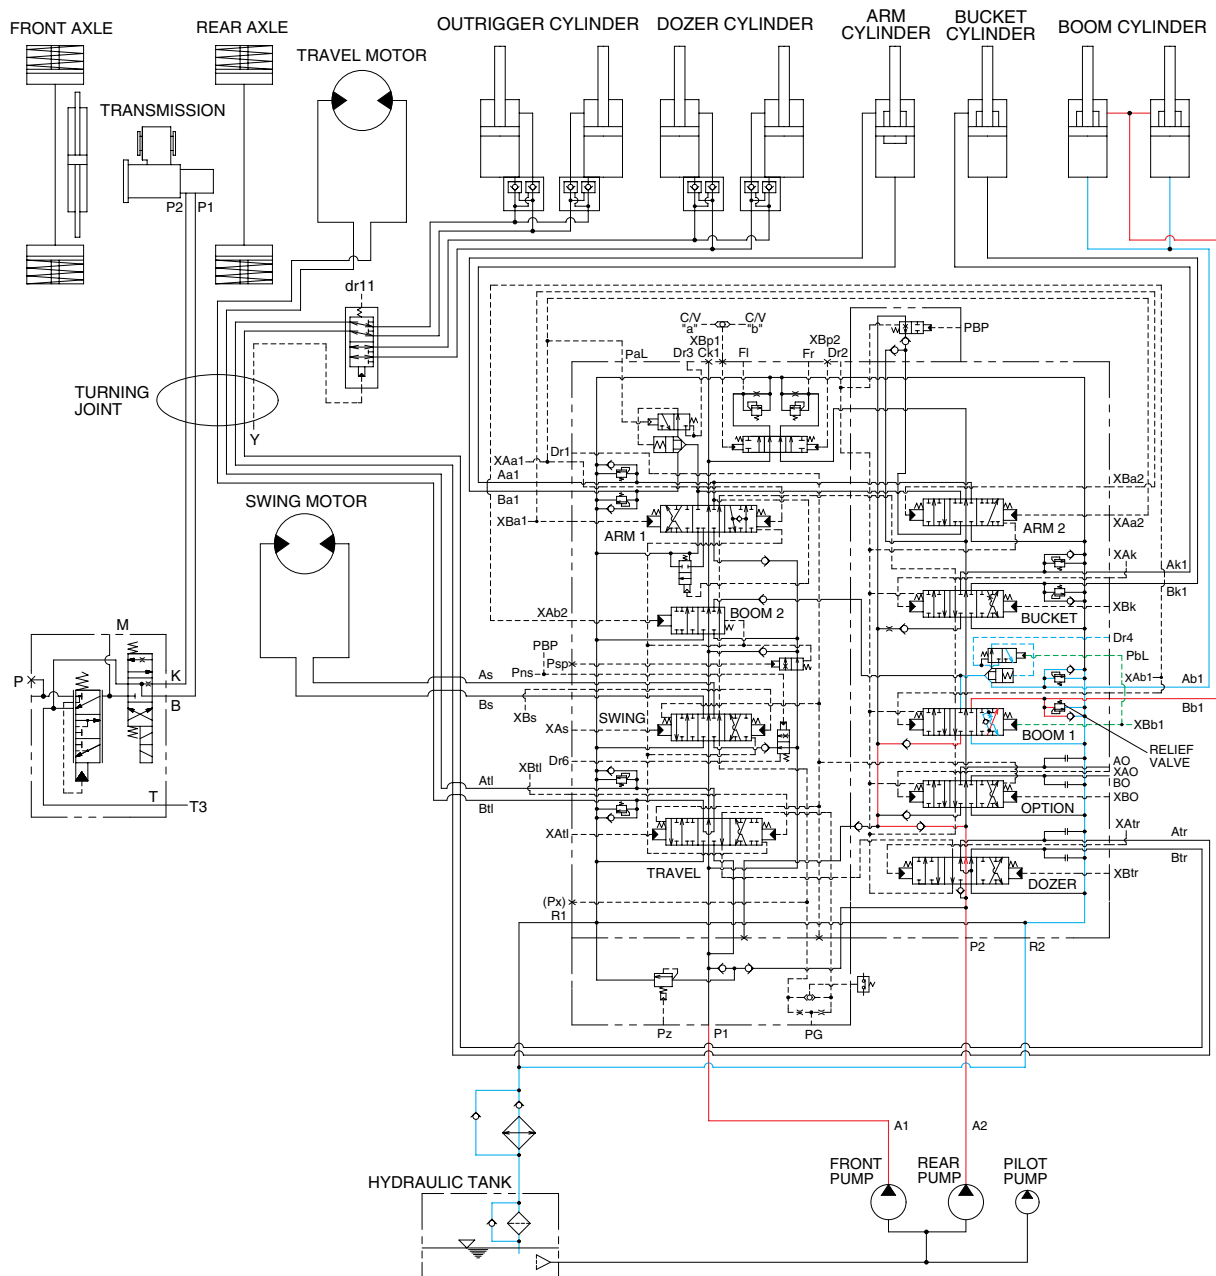 FRONT AXLE
REAR AXLE
TRAVEL MOTOR
OUTRIGGER CYLINDER
DOZER CYLINDER
ARM
CYLINDER
BUCKET
CYLINDER
BOOM CYLINDER
TRANSMISSION
P2
P1
dr11
TURNING
JOINT
Y
SWING MOTOR
C/V
"a"
C/V
"b"
PBP
XBp1
XBp2
PaL
Dr3
Ck1
Fl
Fr
Dr2
Dr1
XAa1
Aa1
Ba1
XBa1
ARM 1
XBa2
XAa2
ARM 2
XAk
Ak1
Bk1
XBk
BUCKET
XAb2
BOOM 2
PBP
Psp
Pns
Dr4
PbL
XAb1
Ab1
Bb1
XBb1
BOOM 1
RELIEF
VALVE
As
Bs
XBs
XAs
SWING
Dr6
XBtl
Atl
Btl
XAtl
TRAVEL
AO
XAO
BO
XBO
OPTION
XAtr
Atr
Btr
XBtr
DOZER
(Px)
R1
P2
R2
Pz
P1
PG
M
P
K
B
T
T3
A1
A2
FRONT
PUMP
REAR
PUMP
PILOT
PUMP
HYDRAULIC TANK